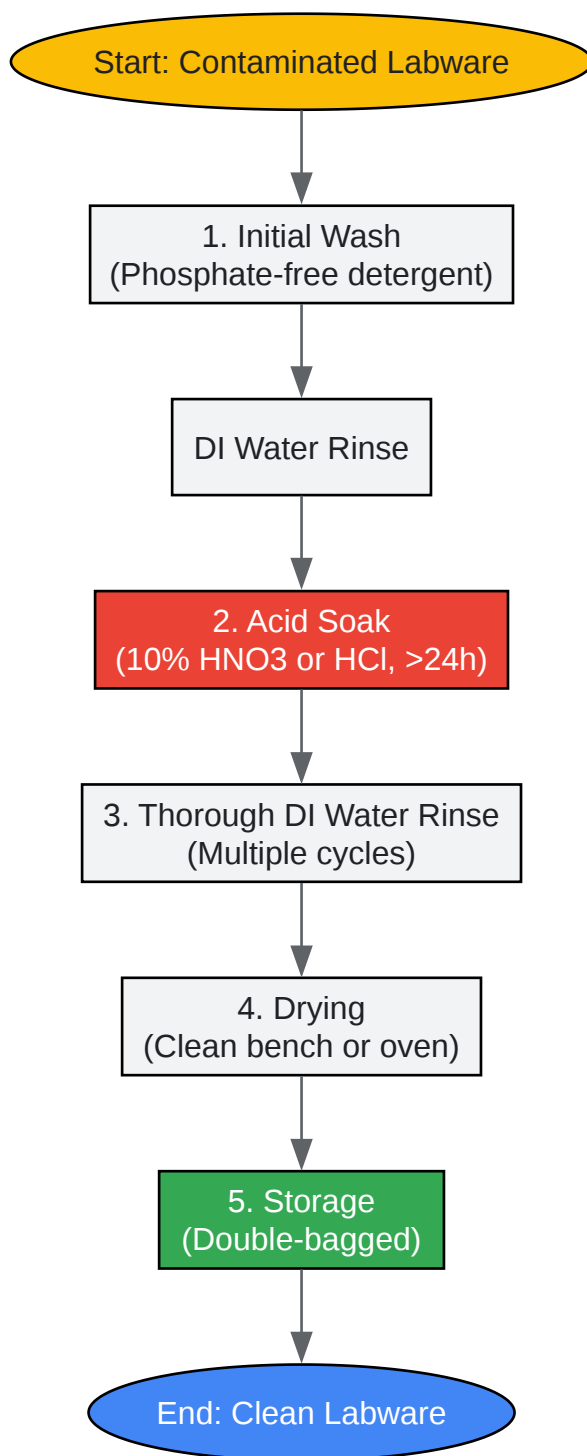 Start: Contaminated Labware
1. Initial Wash
(Phosphate-free detergent)
DI Water Rinse
2. Acid Soak
(10% HNO3 or HCl, >24h)
3. Thorough DI Water Rinse
(Multiple cycles)
4. Drying
(Clean bench or oven)
5. Storage
(Double-bagged)
End: Clean Labware